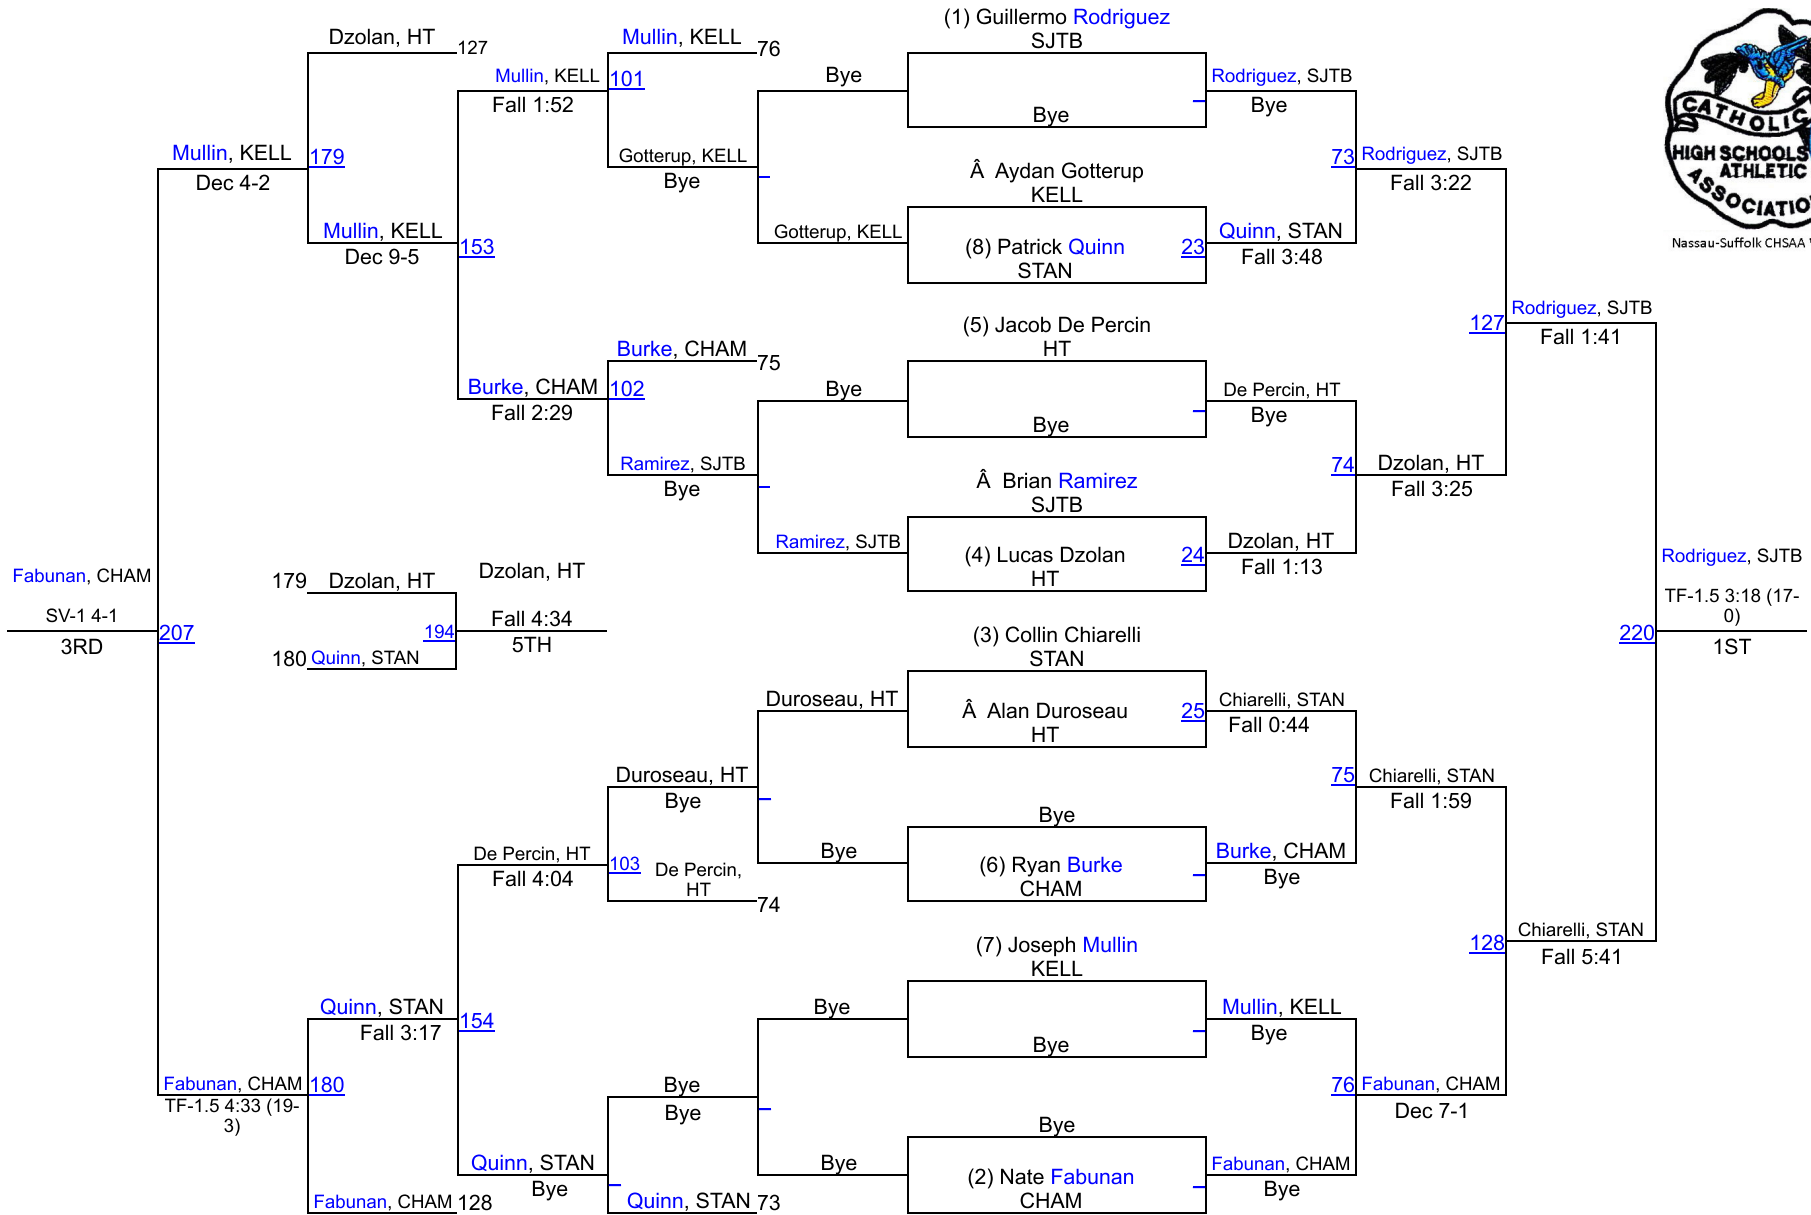 (1) Guillermo Rodriguez
SJTB
Bye
Â Aydan Gotterup
KELL
(8) Patrick Quinn
STAN
23
(5) Jacob De Percin
HT
Bye
Â Brian Ramirez
SJTB
(4) Lucas Dzolan
HT
24
(3) Collin Chiarelli
STAN
Â Alan Duroseau
HT
25
Bye
(6) Ryan Burke
CHAM
(7) Joseph Mullin
KELL
Bye
Bye
(2) Nate Fabunan
CHAM
Rodriguez, SJTB
Bye
Quinn, STAN
Fall 3:48
De Percin, HT
Bye
Dzolan, HT
Fall 1:13
Chiarelli, STAN
Fall 0:44
Burke, CHAM
Bye
Mullin, KELL
Bye
Fabunan, CHAM
Bye
73
Rodriguez, SJTB
Fall 3:22
74
Dzolan, HT
Fall 3:25
75
Chiarelli, STAN
Fall 1:59
76
Fabunan, CHAM
Dec 7-1
127
Rodriguez, SJTB
Fall 1:41
128
Chiarelli, STAN
Fall 5:41
220
Rodriguez, SJTB
TF-1.5 3:18 (17-
0)
1ST
Bye
Gotterup, KELL
Bye
Ramirez, SJTB
Duroseau, HT
Bye
Bye
Bye
Mullin, KELL
76
Gotterup, KELL
Bye
Burke, CHAM
75
Ramirez, SJTB
Bye
Duroseau, HT
Bye
De Percin,
HT
74
Bye
Bye
Quinn, STAN
73
Mullin, KELL
101
Fall 1:52
Burke, CHAM
102
Fall 2:29
De Percin, HT
103
Fall 4:04
Quinn, STAN
Bye
Dzolan, HT
127
Mullin, KELL
153
Dec 9-5
Quinn, STAN
154
Fall 3:17
Fabunan, CHAM
128
Mullin, KELL
179
Dec 4-2
Fabunan, CHAM
180
TF-1.5 4:33 (19-
3)
179
Dzolan, HT
180
Quinn, STAN
194
Dzolan, HT
Fall 4:34
5TH
Fabunan, CHAM
SV-1 4-1
207
3RD
CATHOLIC
HIGH SCHOOLS
ATHLETIC
Nassau-Suffolk CHSAA